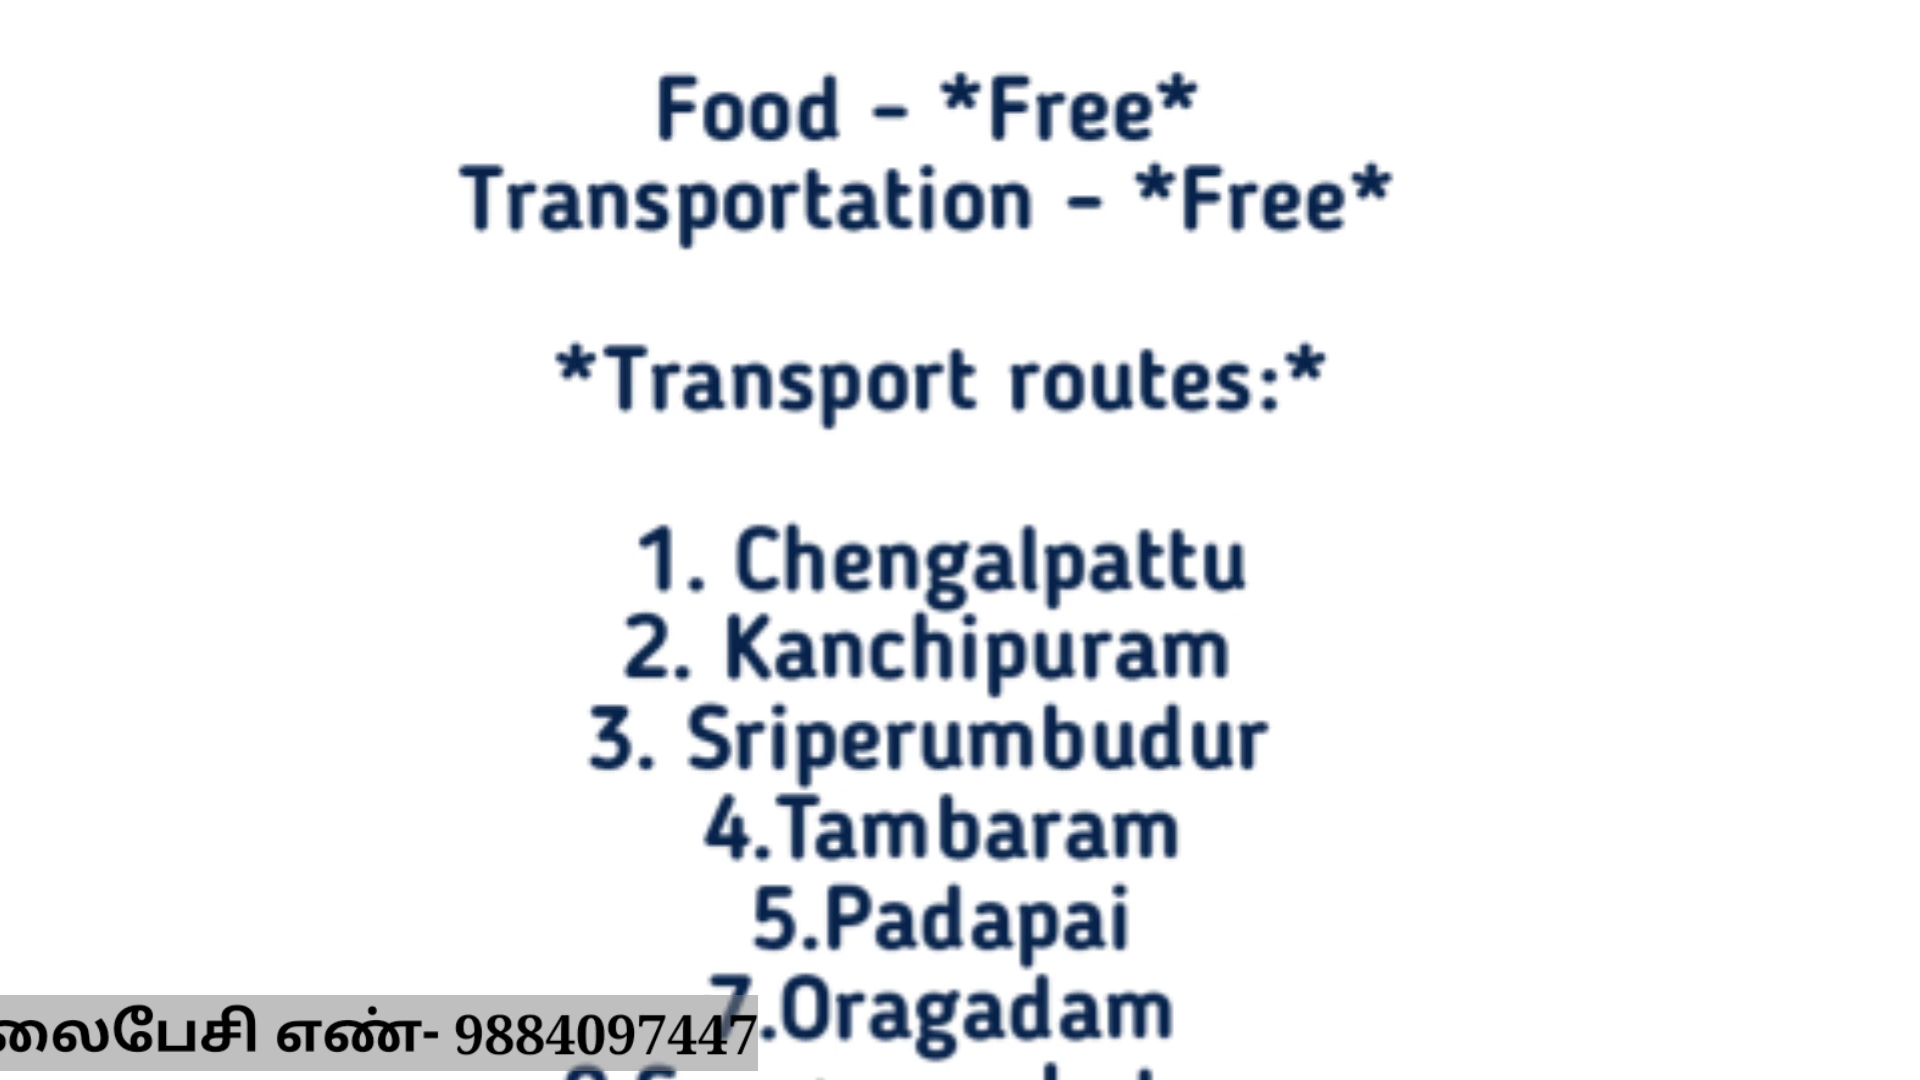 Food - *Free*
Transportation - *Free*
*Transport routes:*
1. Chengalpattu
2. Kanchipuram
3. Sriperumbudur
4.Tambaram
5.Padapai
7.Oragadam
எண்- 9884097447